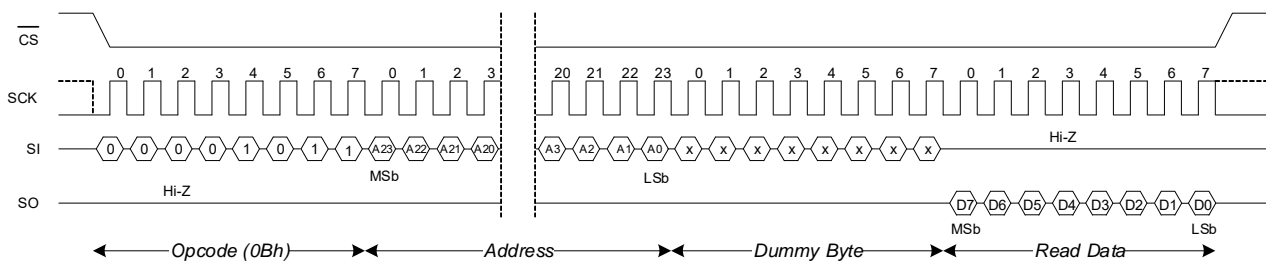 CS
0 1 2 3 4 5 6 7 0 1 2 3 20 21 22 23 0 1 2 3 4 5 6 7 0 1 2 3 4 5 6 7
SCK
Hi-Z
SI 0 0 0 0 1 0 1 1 A23 A22 A21 A20 A3 A2 A1 A0 x x x x x x x x
MSb LSb
Hi-Z
SO D7 D6 D5 D4 D3 D2 D1 D0
MSb LSb
Opcode (0Bh) Address Dummy Byte Read Data